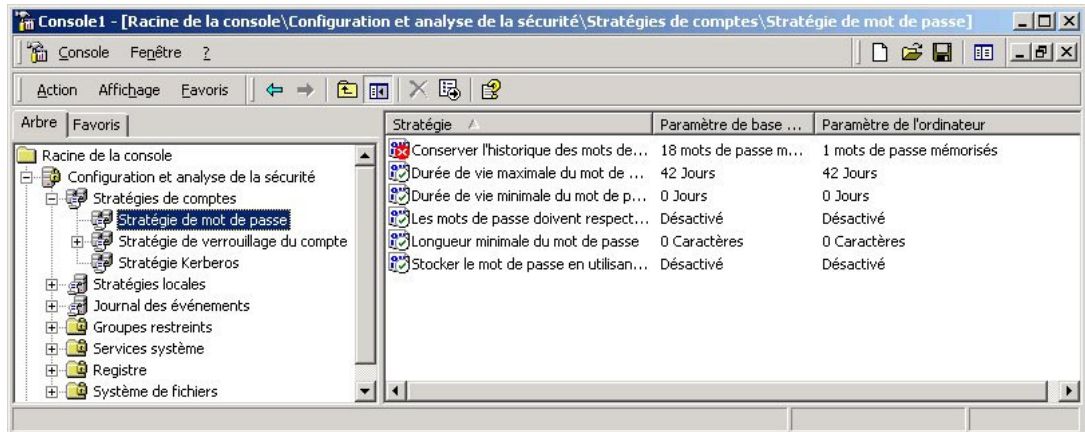 Console1 - [Racine de la console\Configuration et analyse de la sécurité\Stratégies de comptes\Stratégie de mot de passe]
Console Fenêtre ?
Action Affichage Favoris
Arbre Favoris
Racine de la console
Configuration et analyse de la sécurité
Stratégies de comptes
Stratégie de mot de passe
Stratégie de verrouillage du compte
Stratégie Kerberos
Stratégies locales
Journal des événements
Groupes restreints
Services système
Registre
Système de fichiers
Stratégie Paramètre de base ... Paramètre de l'ordinateur
Conserver l'historique des mots de... 18 mots de passe m... 1 mots de passe mémorisés
Durée de vie maximale du mot de ... 42 Jours 42 Jours
Durée de vie minimale du mot de p... 0 Jours 0 Jours
Les mots de passe doivent respect... Désactivé Désactivé
Longueur minimale du mot de passe 0 Caractères 0 Caractères
Stocker le mot de passe en utilisan... Désactivé Désactivé